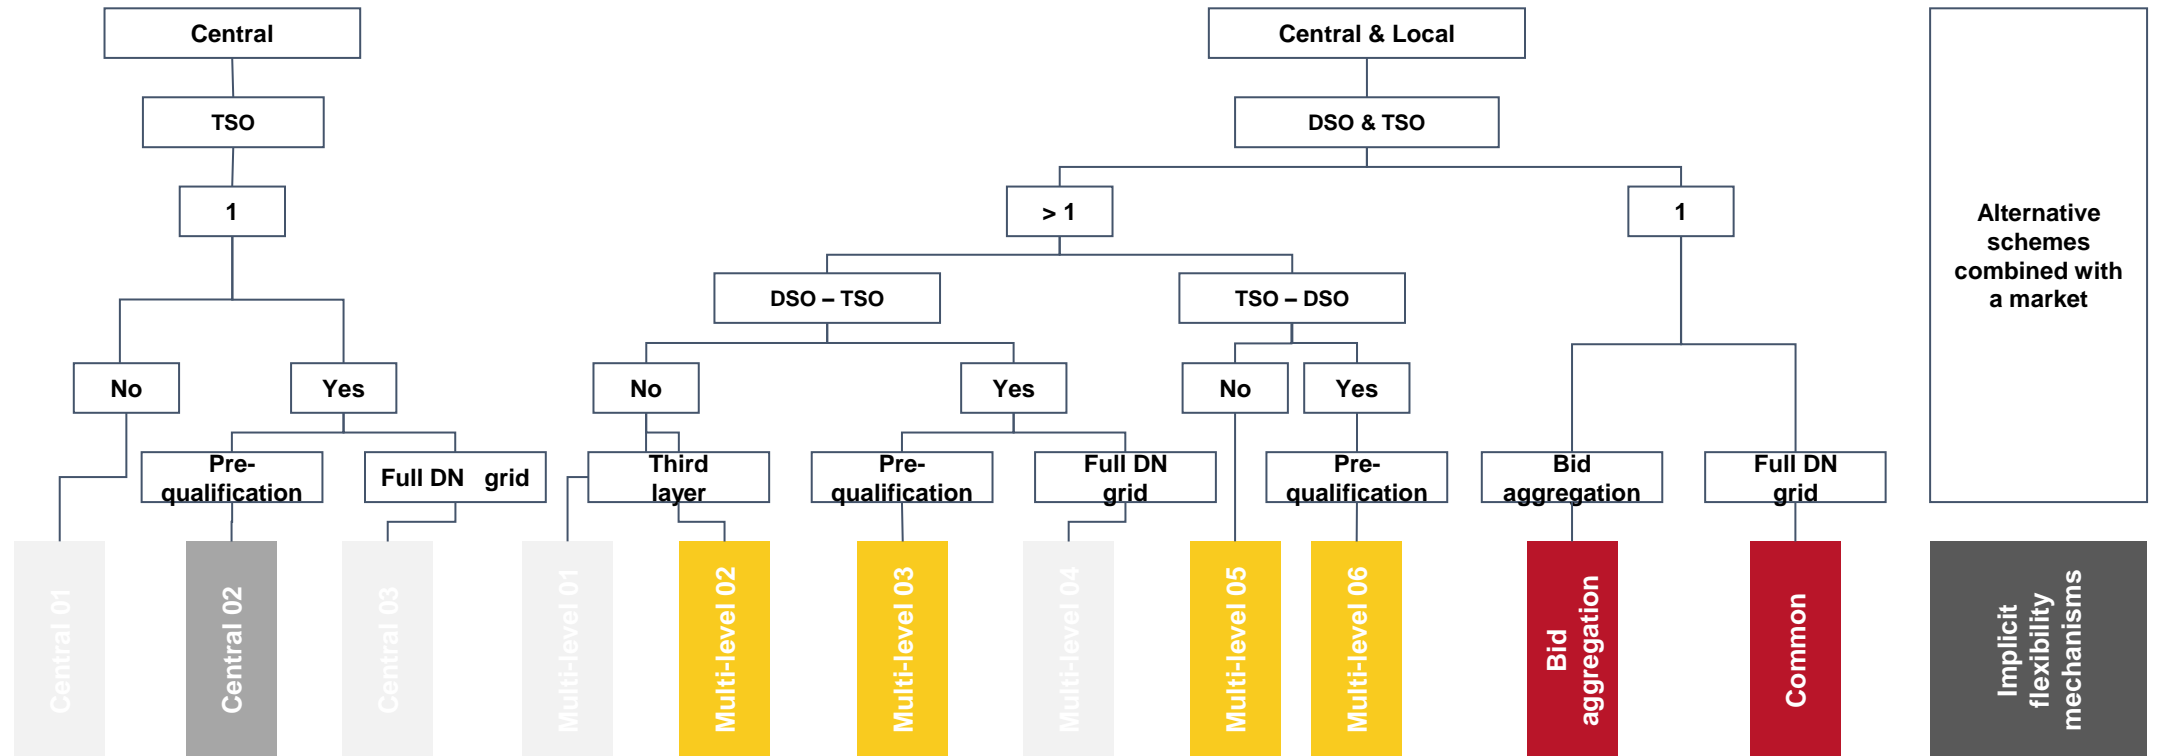 Central
Central & Local
TSO
DSO & TSO
1
> 1
1
Alternative
schemes
combined with
a market
DSO – TSO
TSO – DSO
No
Yes
No
Yes
No
Yes
Pre-
qualification
Full DN grid
Third
layer
Pre-
qualification
Full DN
grid
Pre-
qualification
Bid
aggregation
Full DN
grid
Central 01
Central 02
Central 03
Multi-level 01
Multi-level 02
Multi-level 03
Multi-level 04
Multi-level 05
Multi-level 06
Bid
aggregation
Common
Implicit
flexibility
mechanisms